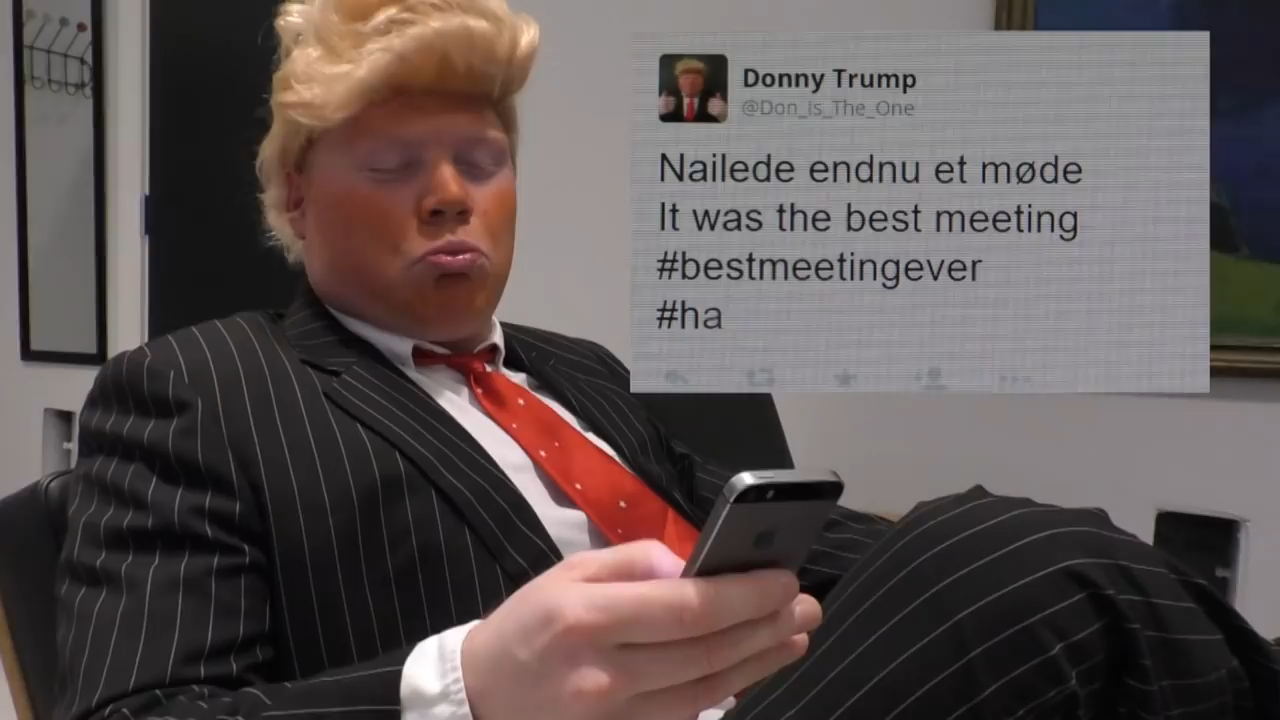 Donny Trump
@Don_Is_The_One
Nailede endnu et møde
It was the best meeting
#bestmeetingever
#ha